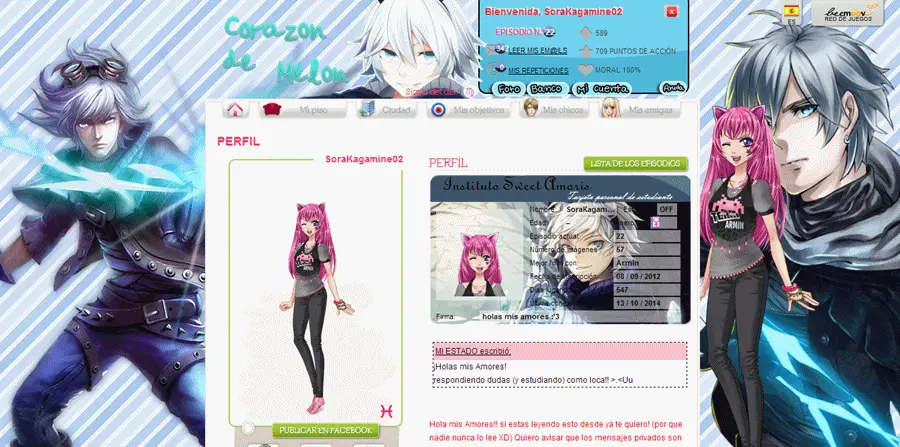 Corazon
de Melon
Bienvenida, SoraKagamine02
EPISODIO N.º 22
589
34 LEER MIS EM@ILS
709 PUNTOS DE ACCIÓN
MIS REPETICIONES
MORAL 100%
Foro Banco Mi cuenta Ayuda
ES
beemoov
RED DE JUEGOS
Mi piso
Ciudad
Mis objetivos
Mis chicos
Mis amigas
PERFIL
SoraKagamine02
PUBLICAR EN FACEBOOK
PERFIL
LISTA DE LOS EPISODIOS
Instituto Sweet Amoris
Tarjeta personal de estudiante
Nombre : SoraKagam... OFF
Edad
Episodio actual: 22
Número de imágenes 57
Mejor rollo con: Armin
Fecha de 08 / 09 / 2012
547
13 / 10 / 2014
Firma: holas mis amores :'3
TEAM
ARMIN
MI ESTADO escribió:
¡Holas mis Amores!
respondiendo dudas (y estudiando) como loca!! >.<Uu
Hola mis Amores!! si estas leyendo esto desde ya te quiero! (por que
nadie nunca lo lee XD) Quiero avisar que los mensajes privados son